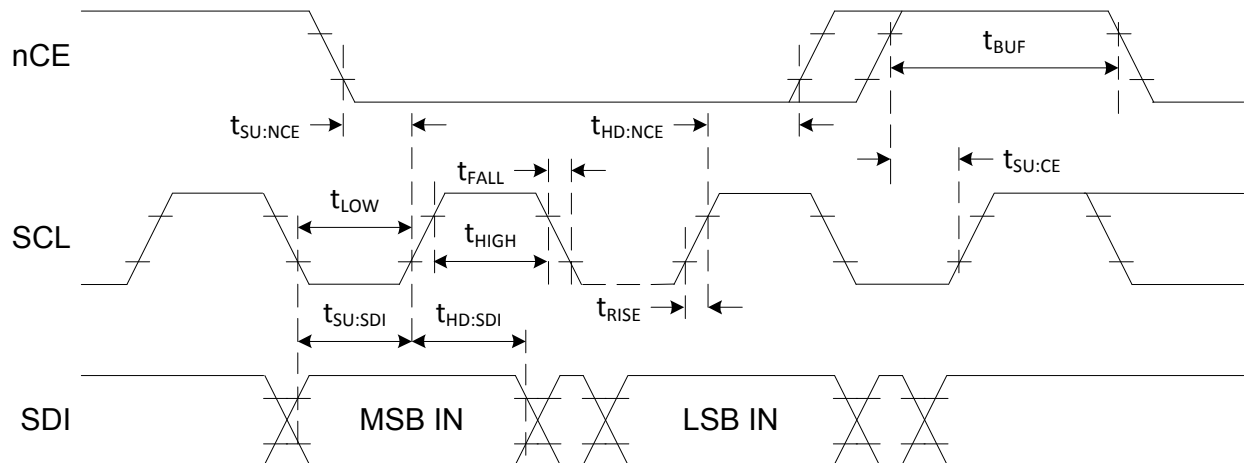 nCE
tBUF
tSU:NCE
tHD:NCE
tSU:CE
tFALL
tLOW
SCL
tHIGH
tRISE
tSU:SDI
tHD:SDI
SDI
MSB IN
LSB IN